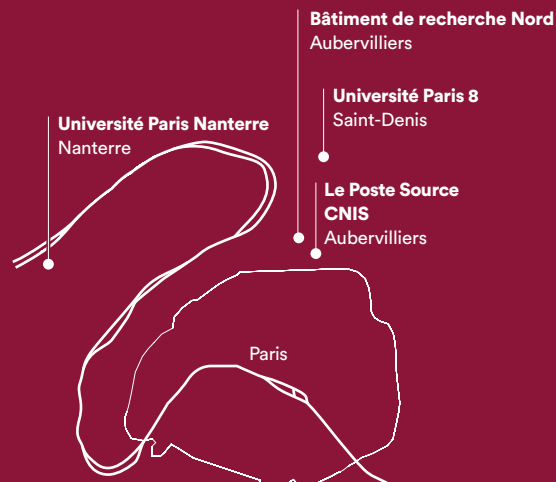 Bâtiment de recherche Nord
Aubervilliers
Université Paris 8
Saint-Denis
Université Paris Nanterre
Nanterre
Le Poste Source
CNIS
Aubervilliers
Paris